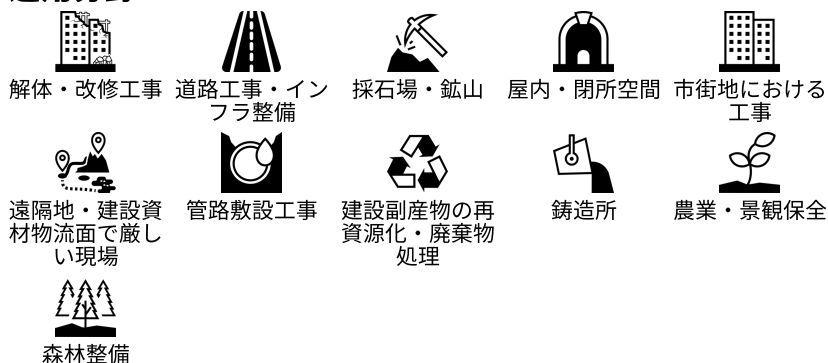 解体・改修工事
道路工事・イン
フラ整備
採石場・鉱山
屋内・閉所空間
市街地における
工事
遠隔地・建設資
材物流面で厳し
い現場
管路敷設工事
建設副産物の再
資源化・廃棄物
処理
鋳造所
農業・景観保全
森林整備